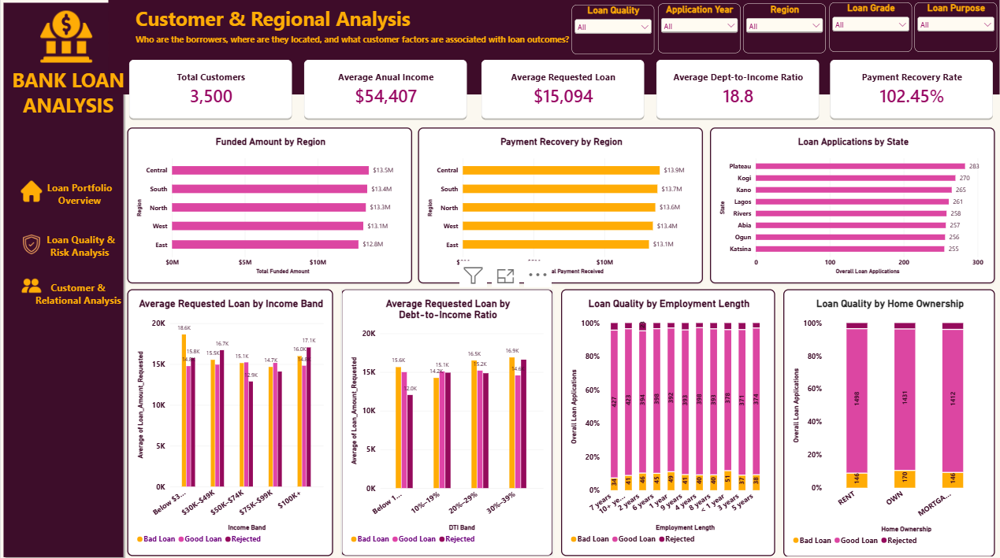 BANK LOAN
ANALYSIS
Loan Portfolio
Overview
Loan Quality &
Risk Analysis
Customer &
Relational Analysis
Customer & Regional Analysis
Who are the borrowers, where are they located, and what customer factors are associated with loan outcomes?
Loan Quality
All
Application Year
All
Region
All
Loan Grade
All
Loan Purpose
All
Total Customers
3,500
Average Anual Income
$54,407
Average Requested Loan
$15,094
Average Dept-to-Income Ratio
18.8
Payment Recovery Rate
102.45%
Funded Amount by Region
Region
Central $13.5M
South $13.4M
North $13.3M
West $13.1M
East $12.8M
$0M $5M $10M
Total Funded Amount
Payment Recovery by Region
Region
Central $13.9M
South $13.7M
North $13.6M
West $13.4M
East $13.1M
$10M
al Payment Received
Loan Applications by State
State
Plateau 283
Kogi 270
Kano 265
Lagos 261
Rivers 258
Abia 257
Ogun 256
Katsina 255
0 100 200 300
Overall Loan Applications
Average Requested Loan by Income Band
Average of Loan_Amount_Requested
20K
15K
10K
5K
0K
18.6K 15.8K 15.5K 16.7K 15.1K 12.9K 14.7K 16.0K 17.1K
Below $3... $30K–$49K $50K–$74K $75K–$99K $100K+
Income Band
Bad Loan Good Loan Rejected
Average Requested Loan by
Debt-to-Income Ratio
Average of Loan_Amount_Requested
20K
15K
10K
5K
0K
15.6K 12.0K 14.2K 15.1K 16.5K 15.2K 16.9K
Below 1... 10%–19% 20%–29% 30%–39%
DTI Band
Bad Loan Good Loan Rejected
Loan Quality by Employment Length
Overall Loan Applications
100%
80%
60%
40%
20%
0%
427 423 394 398 392 393 398 393 378 371 374
34 41 46 45 49 41 40 40 51 37 38
7 years 10+ ye... 2 years 6 years 1 year 9 years 4 years 8 years < 1 year 3 years 5 years
Employment Length
Bad Loan Good Loan Rejected
Loan Quality by Home Ownership
Overall Loan Applications
100%
80%
60%
40%
20%
0%
1498 1431 1412
146 170 146
RENT OWN MORTGA...
Home Ownership
Bad Loan Good Loan Rejected